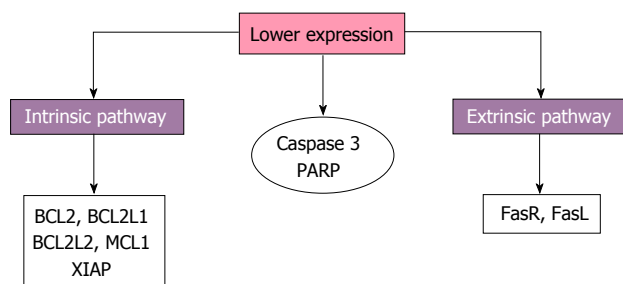 Lower expression
Intrinsic pathway
Extrinsic pathway
Caspase 3
PARP
BCL2, BCL2L1
BCL2L2, MCL1
XIAP
FasR, FasL